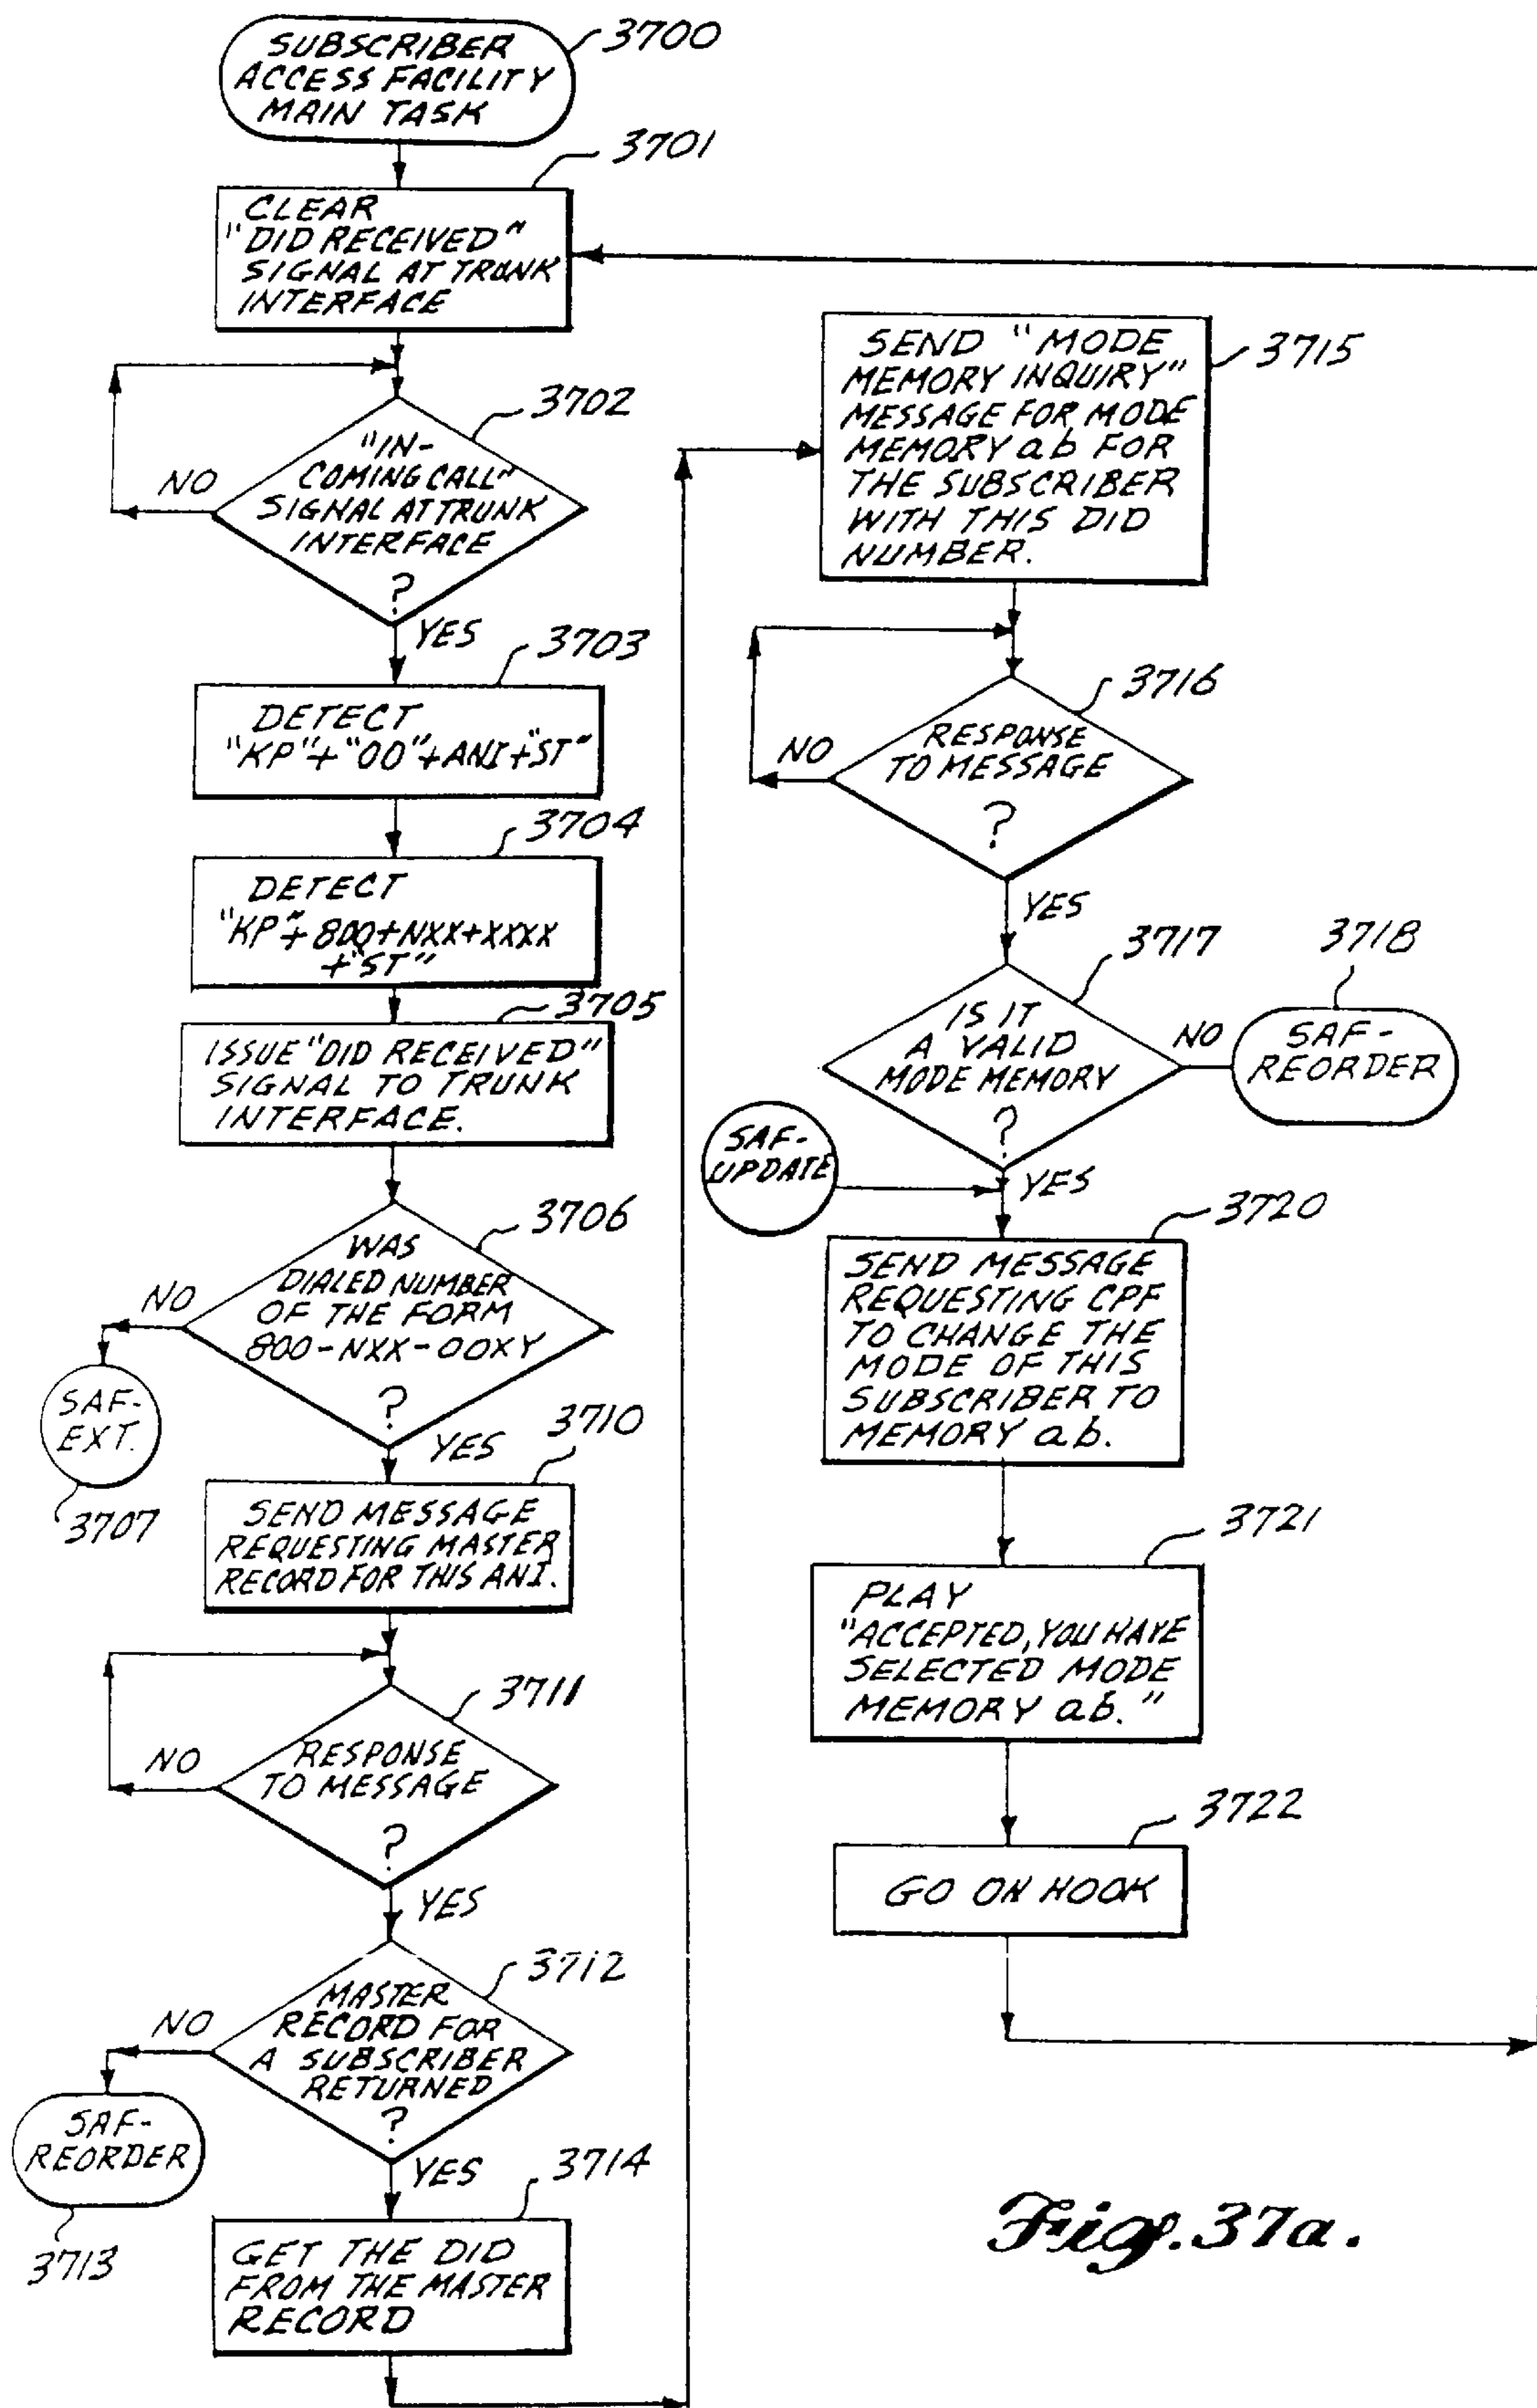 SUBSCRIBER
ACCESS FACILITY
MAIN TASK
3700
3701
CLEAR
"DID RECEIVED"
SIGNAL AT TRUNK
INTERFACE
3702
"IN-
COMING CALL"
SIGNAL AT TRUNK
INTERFACE
?
NO
YES
3703
DETECT
"KP"+"OO"+ANI+"ST"
3704
DETECT
"KP"+800+NXX+XXXX
+"ST"
3705
ISSUE "DID RECEIVED"
SIGNAL TO TRUNK
INTERFACE.
3706
WAS
DIALED NUMBER
OF THE FORM
800-NXX-OOXY
?
NO
SAF-
EXT.
3707
YES
3710
SEND MESSAGE
REQUESTING MASTER
RECORD FOR THIS ANI.
3711
RESPONSE
TO MESSAGE
?
NO
YES
3712
MASTER
RECORD FOR
A SUBSCRIBER
RETURNED
?
NO
SAF-
REORDER
3713
YES
3714
GET THE DID
FROM THE MASTER
RECORD
SEND "MODE
MEMORY INQUIRY"
MESSAGE FOR MODE
MEMORY ab FOR
THE SUBSCRIBER
WITH THIS DID
NUMBER.
3715
3716
RESPONSE
TO MESSAGE
?
NO
YES
3717
IS IT
A VALID
MODE MEMORY
?
NO
3718
SAF-
REORDER
SAF-
UPDATE
YES
3720
SEND MESSAGE
REQUESTING CPF
TO CHANGE THE
MODE OF THIS
SUBSCRIBER TO
MEMORY ab.
3721
PLAY
"ACCEPTED, YOU HAVE
SELECTED MODE
MEMORY ab."
3722
GO ON HOOK
Fig. 37a.